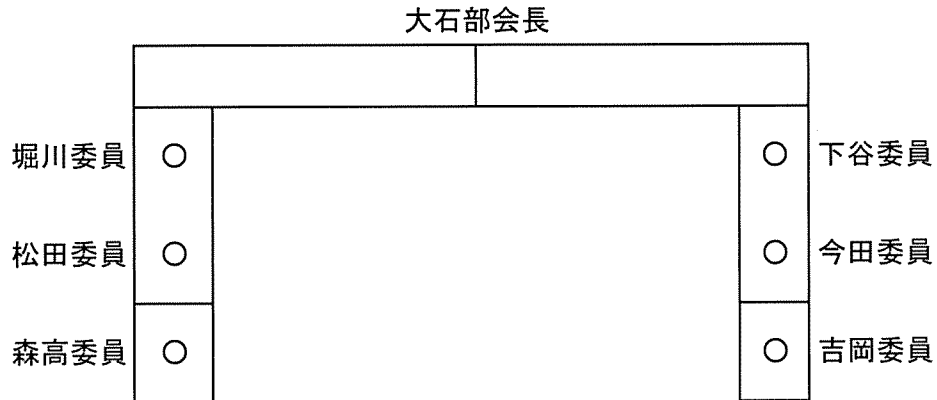 大石部会長
堀川委員 ○ ○ 下谷委員
松田委員 ○ ○ 今田委員
森高委員 ○ ○ 吉岡委員